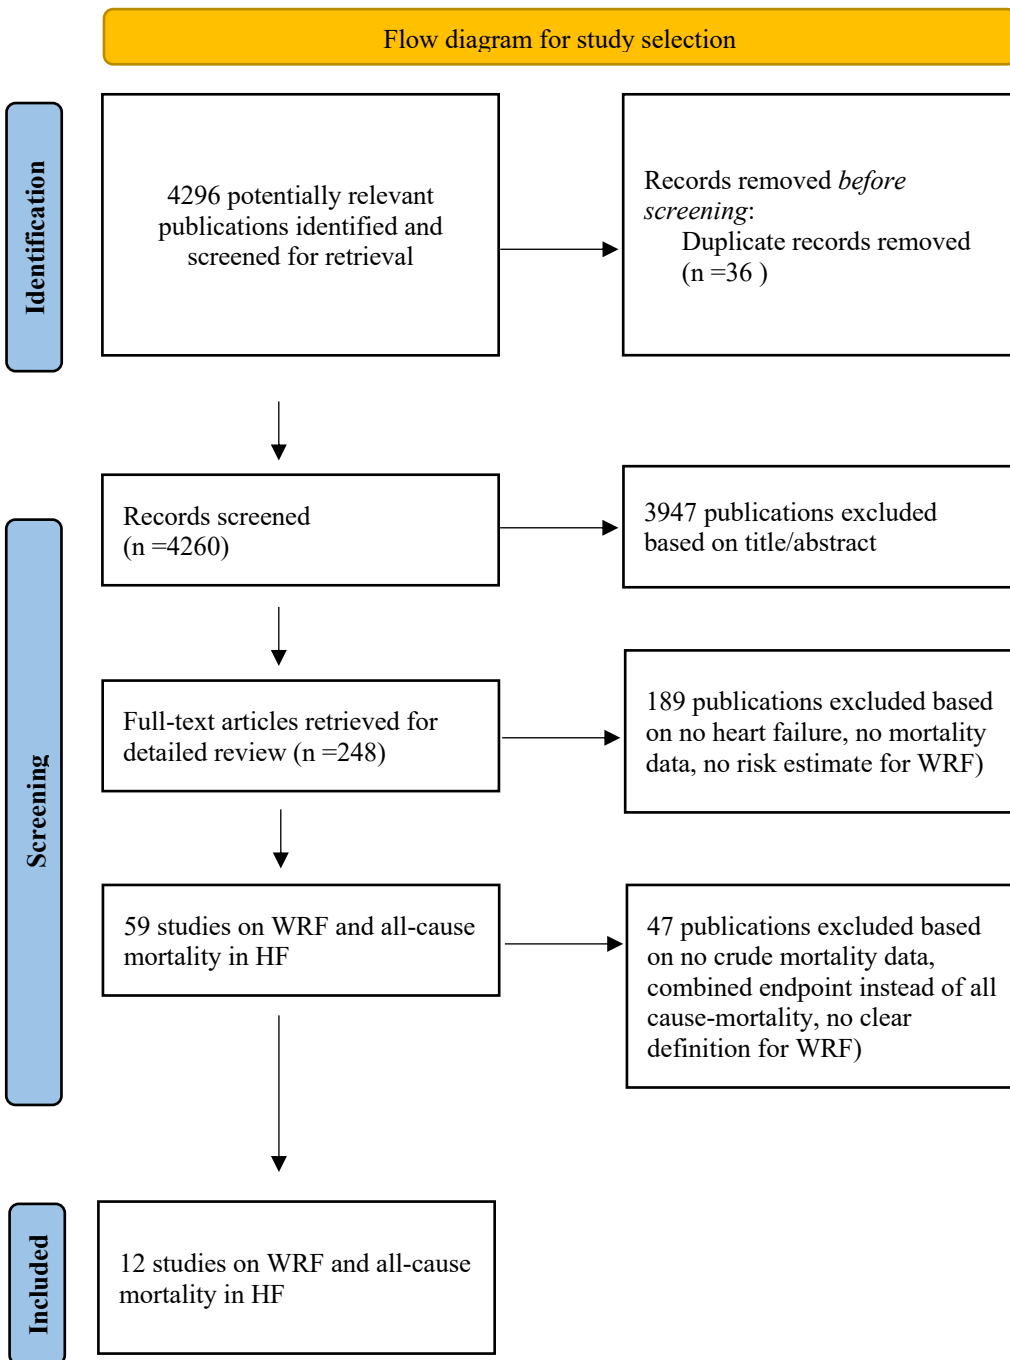 Flow diagram for study selection
Identification
4296 potentially relevant
publications identified and
screened for retrieval
Records removed before
screening:
Duplicate records removed
(n =36 )
Screening
Records screened
(n =4260)
3947 publications excluded
based on title/abstract
Full-text articles retrieved for
detailed review (n =248)
189 publications excluded based
on no heart failure, no mortality
data, no risk estimate for WRF)
59 studies on WRF and all-cause
mortality in HF
47 publications excluded based
on no crude mortality data,
combined endpoint instead of all
cause-mortality, no clear
definition for WRF)
Included
12 studies on WRF and all-cause
mortality in HF